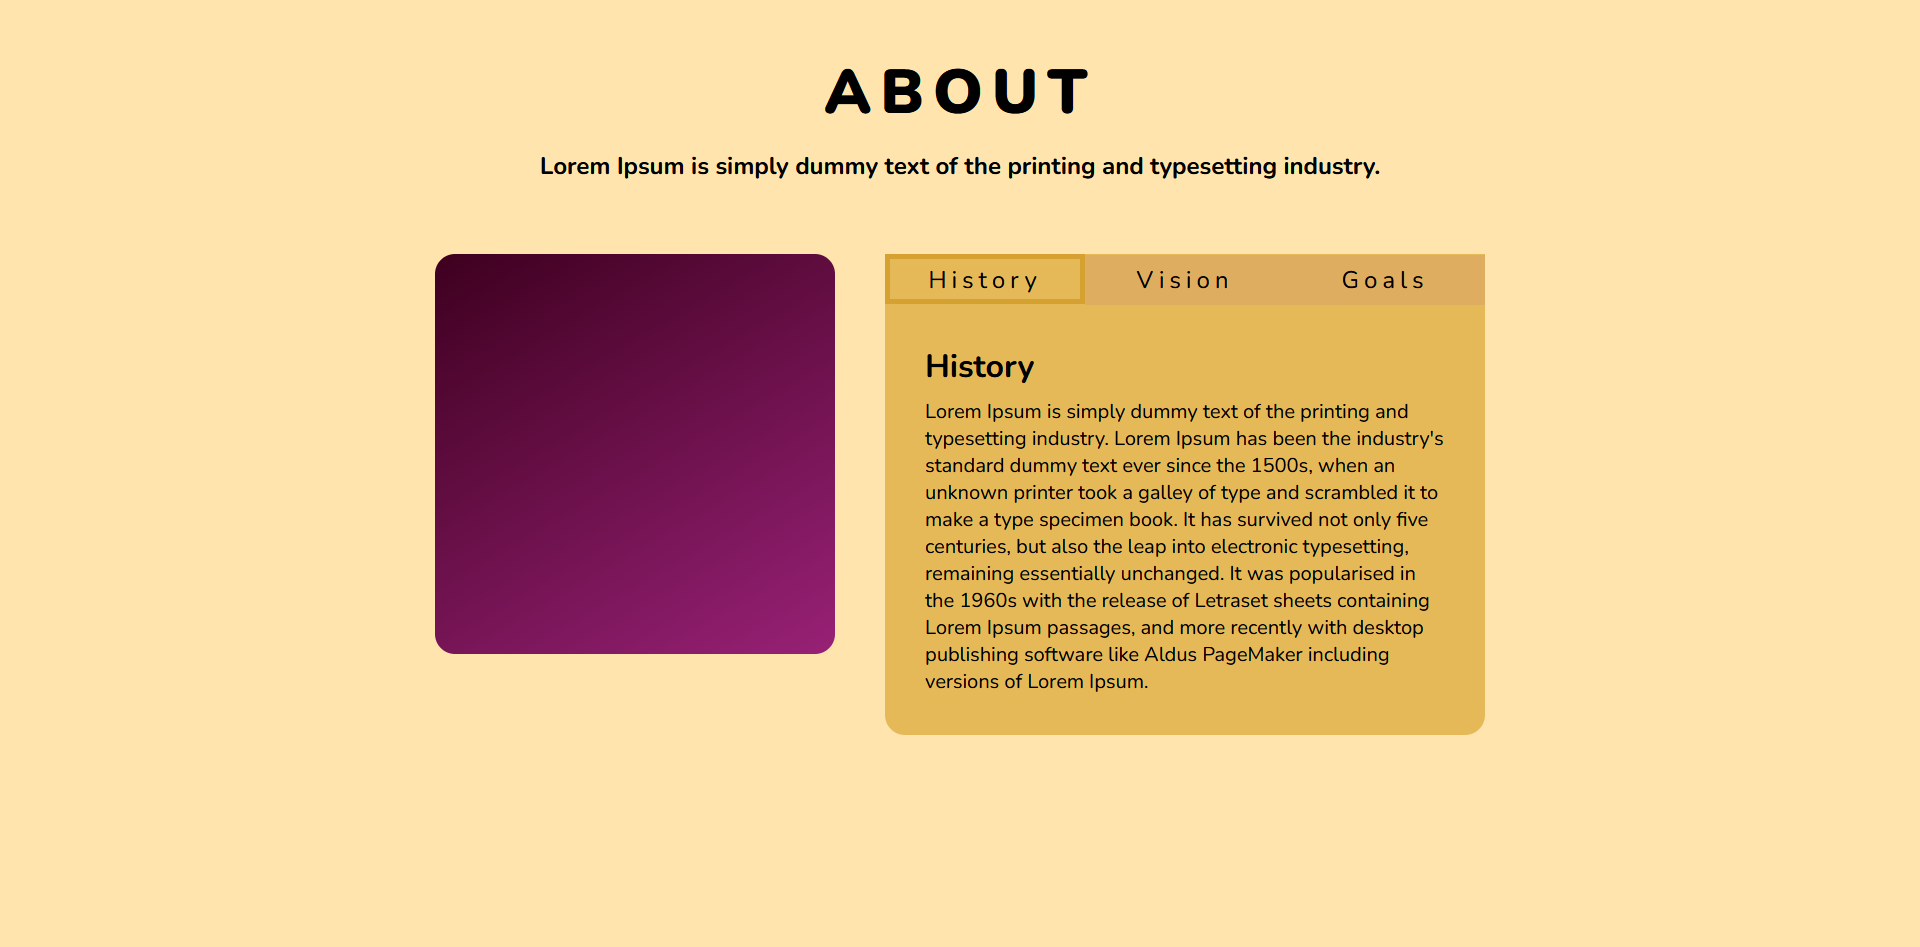 ABOUT
Lorem Ipsum is simply dummy text of the printing and typesetting industry.
History Vision Goals
History
Lorem Ipsum is simply dummy text of the printing and
typesetting industry. Lorem Ipsum has been the industry's
standard dummy text ever since the 1500s, when an
unknown printer took a galley of type and scrambled it to
make a type specimen book. It has survived not only five
centuries, but also the leap into electronic typesetting,
remaining essentially unchanged. It was popularised in
the 1960s with the release of Letraset sheets containing
Lorem Ipsum passages, and more recently with desktop
publishing software like Aldus PageMaker including
versions of Lorem Ipsum.